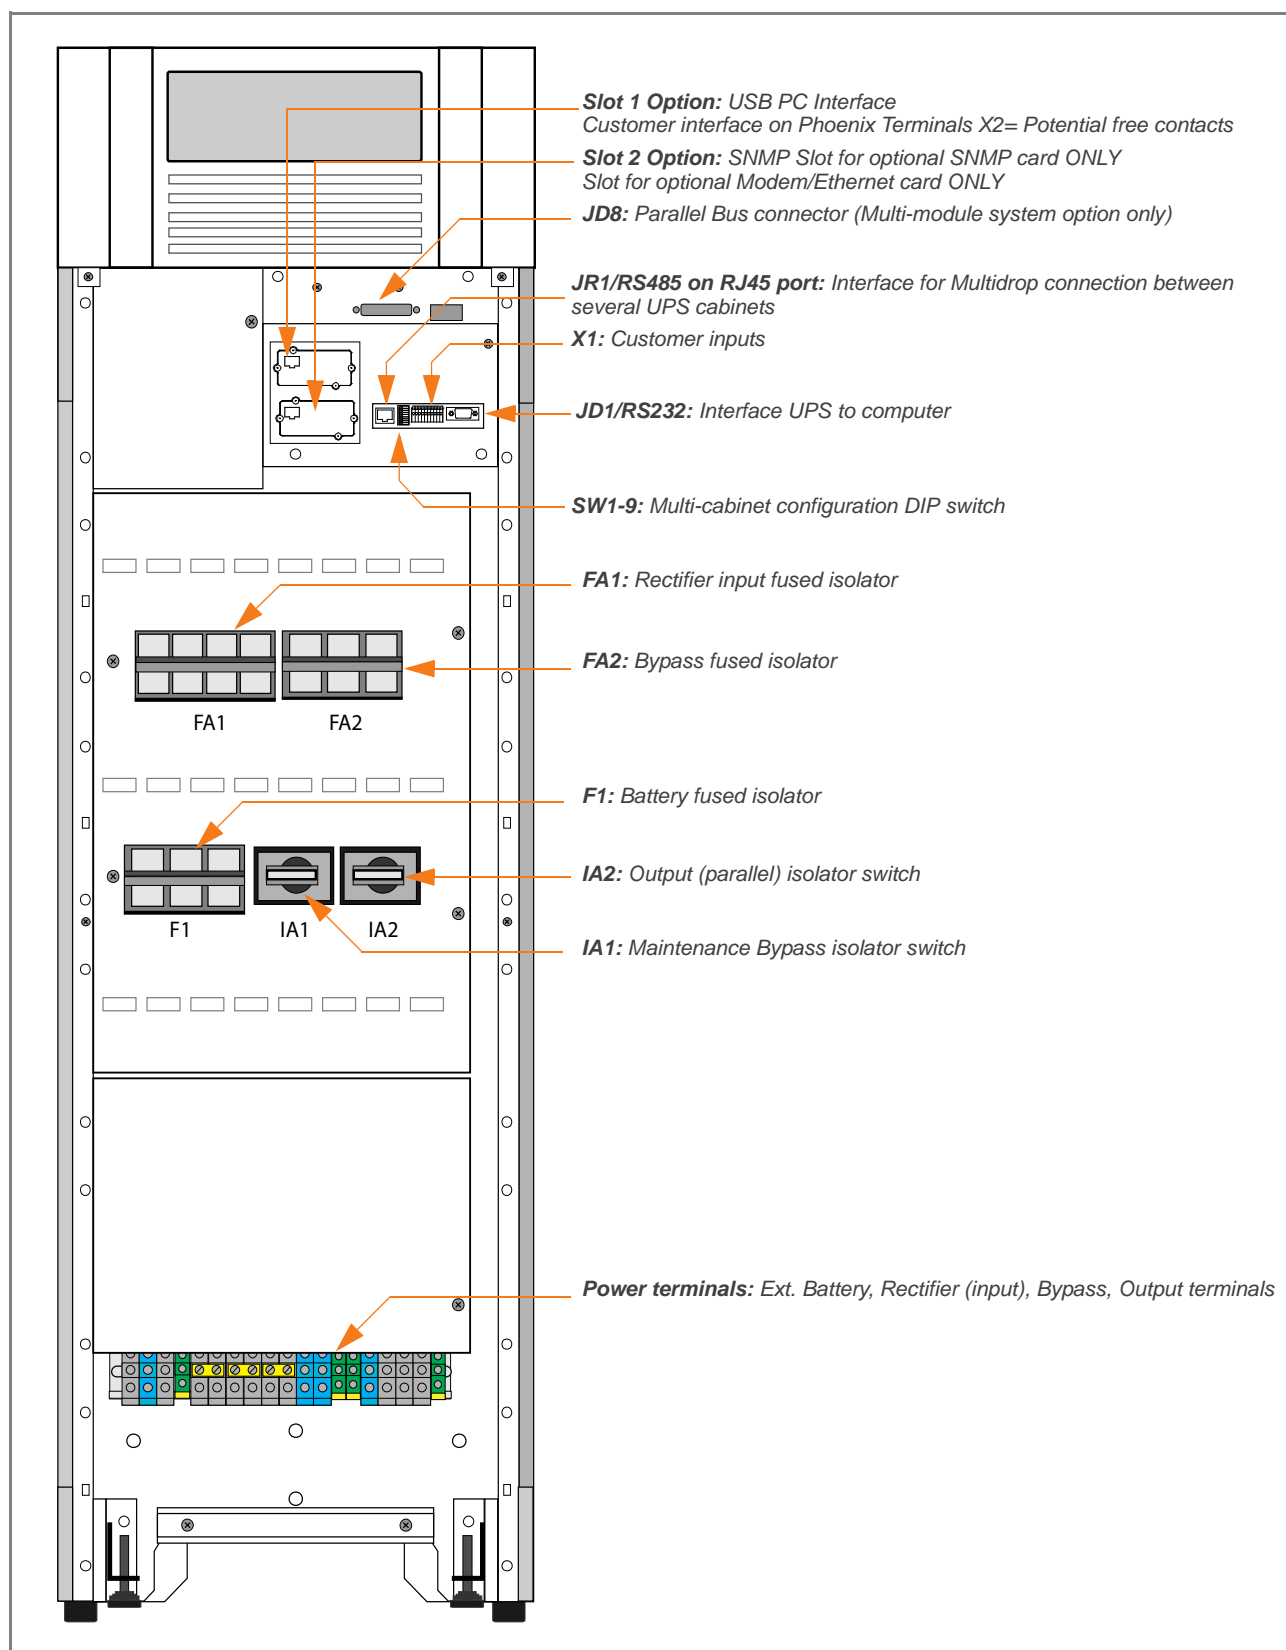 Slot 1 Option: USB PC Interface
Customer interface on Phoenix Terminals X2= Potential free contacts
Slot 2 Option: SNMP Slot for optional SNMP card ONLY
Slot for optional Modem/Ethernet card ONLY
JD8: Parallel Bus connector (Multi-module system option only)
JR1/RS485 on RJ45 port: Interface for Multidrop connection between
several UPS cabinets
X1: Customer inputs
JD1/RS232: Interface UPS to computer
SW1-9: Multi-cabinet configuration DIP switch
FA1: Rectifier input fused isolator
FA2: Bypass fused isolator
FA1
FA2
F1: Battery fused isolator
IA2: Output (parallel) isolator switch
F1
IA1
IA2
IA1: Maintenance Bypass isolator switch
Power terminals: Ext. Battery, Rectifier (input), Bypass, Output terminals